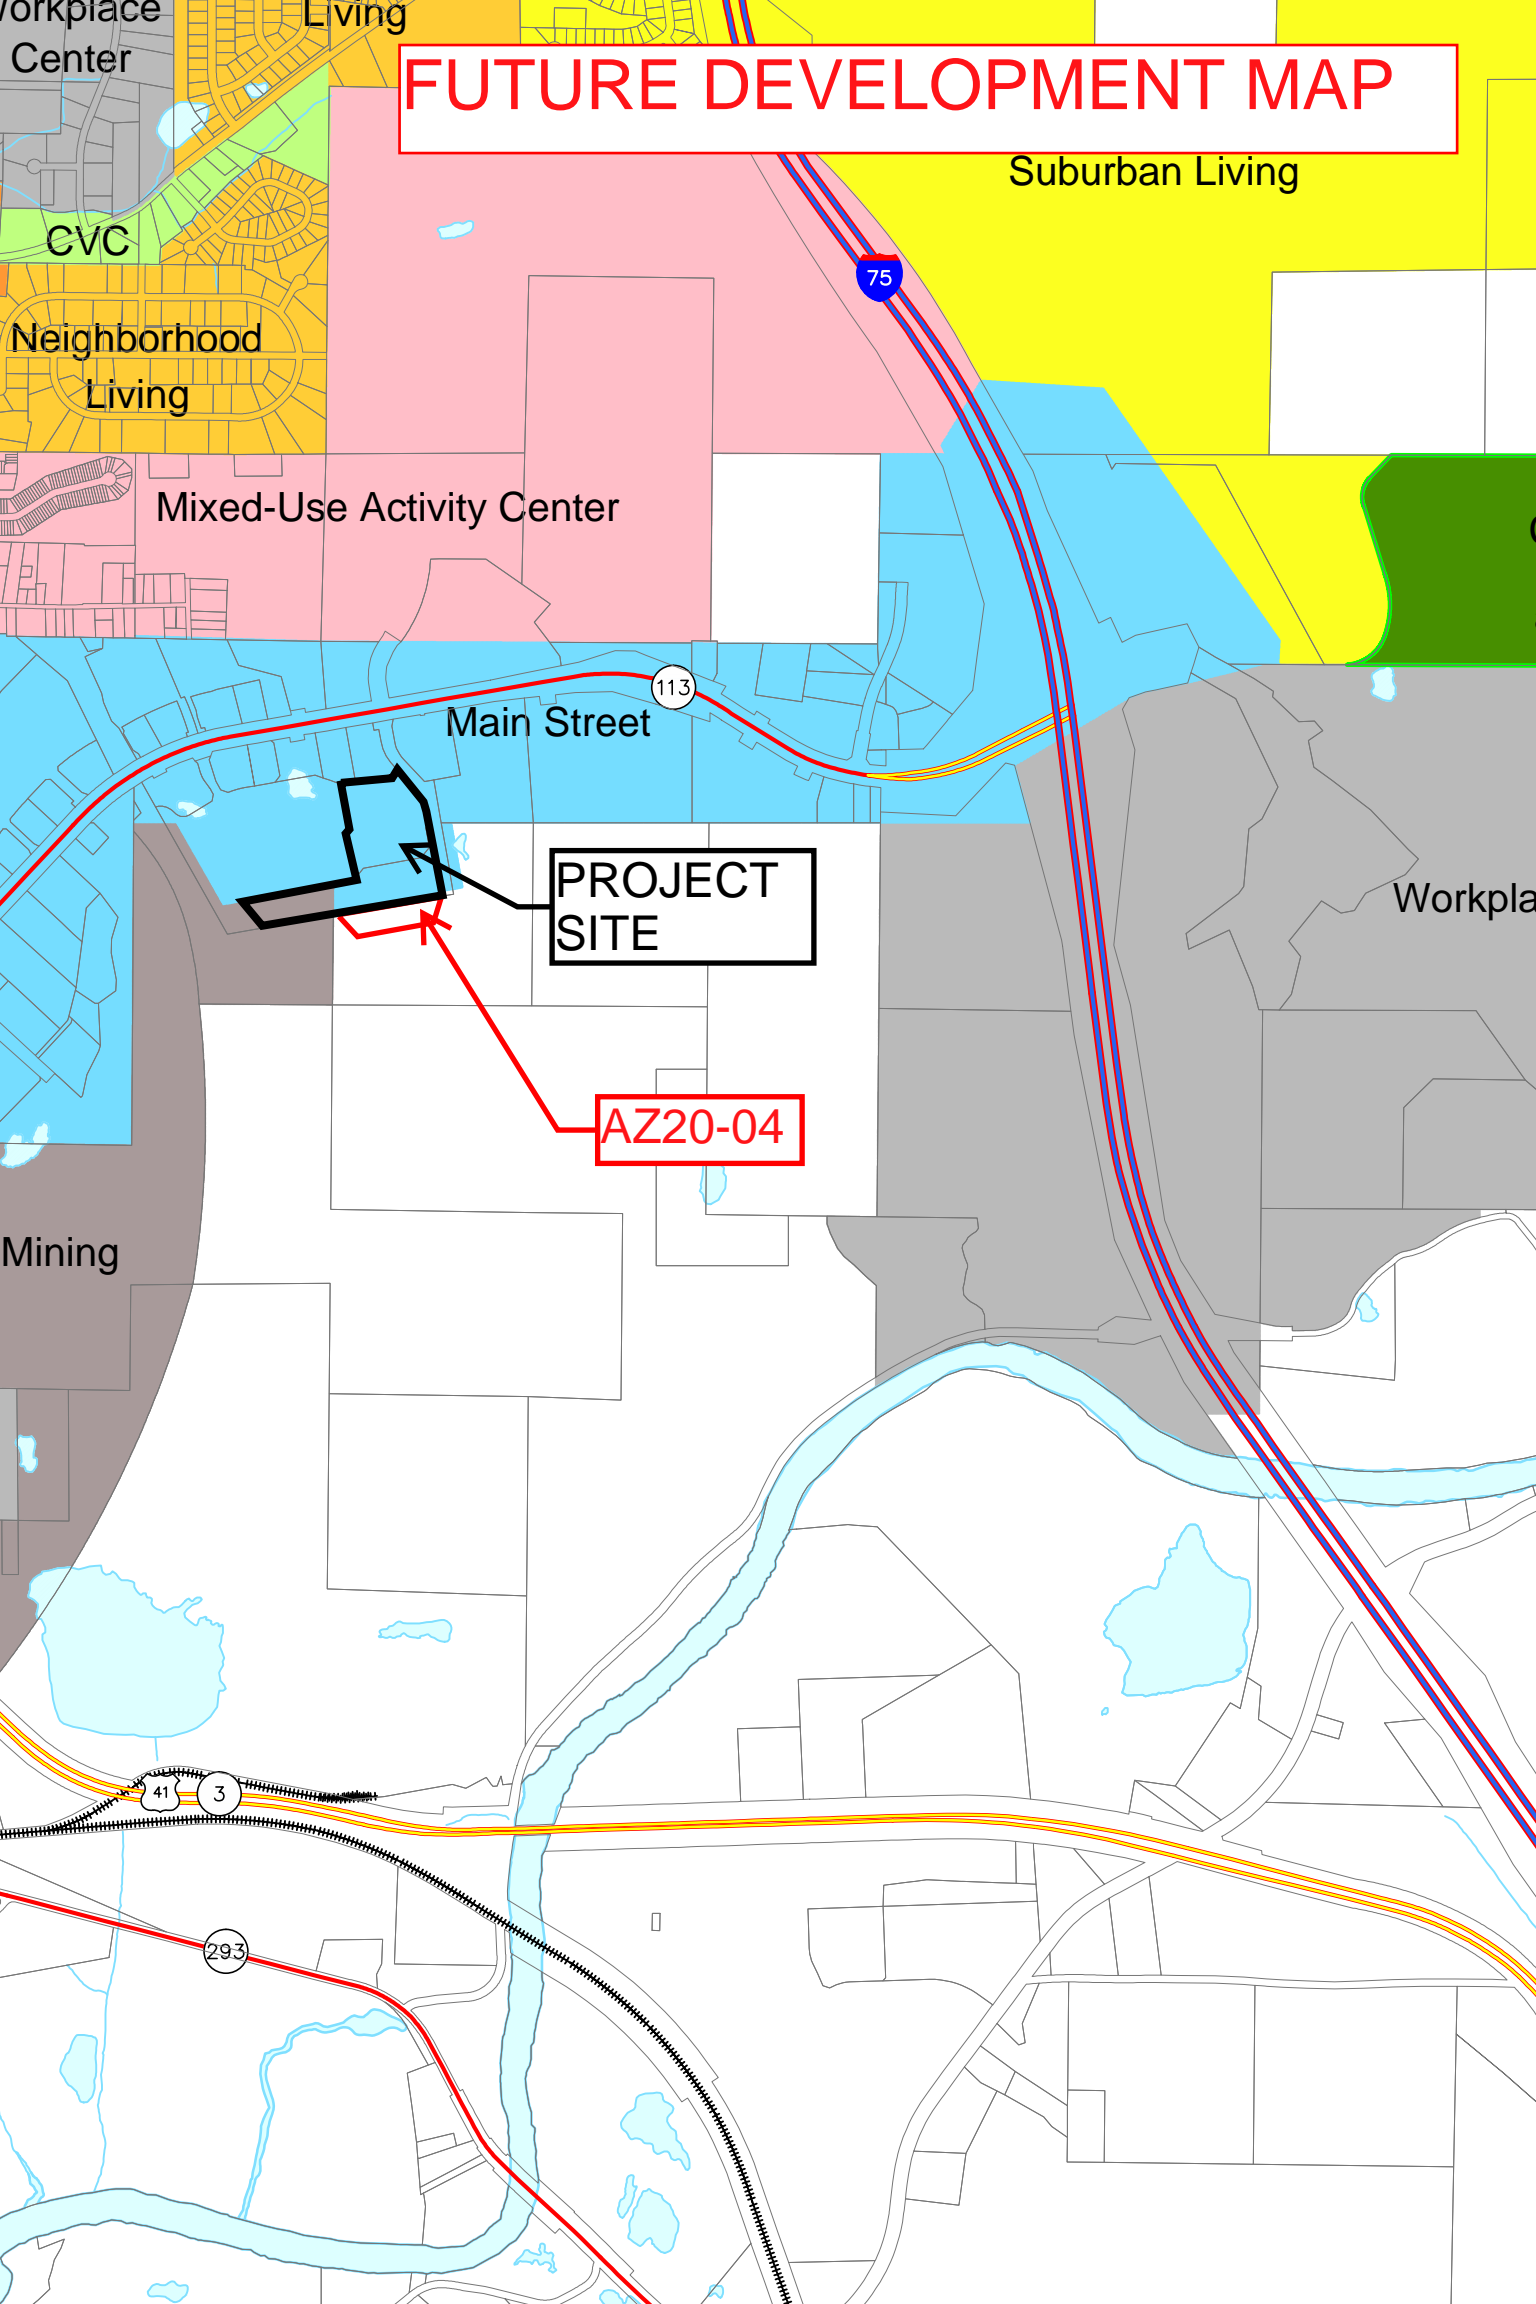 Center
Living
FUTURE DEVELOPMENT MAP
Suburban Living
CVC
75
Neighborhood
Living
Mixed-Use Activity Center
113
Main Street
PROJECT
SITE
AZ20-04
Mining
41
3
293